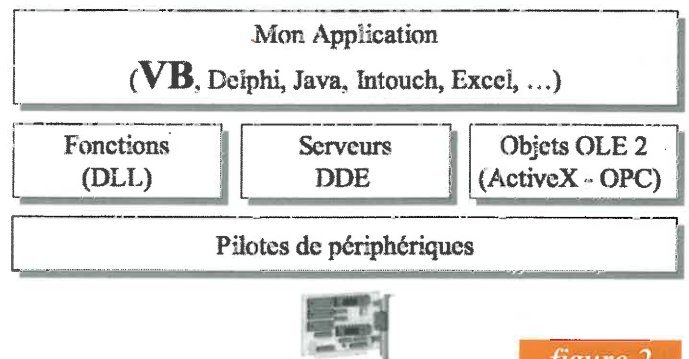 Mon Application
(VB, Delphi, Java, Intouch, Excel, ...)
Fonctions
(DLL)
Serveurs
DDE
Objets OLE 2
(ActiveX - OPC)
Pilotes de périphériques
figure 2